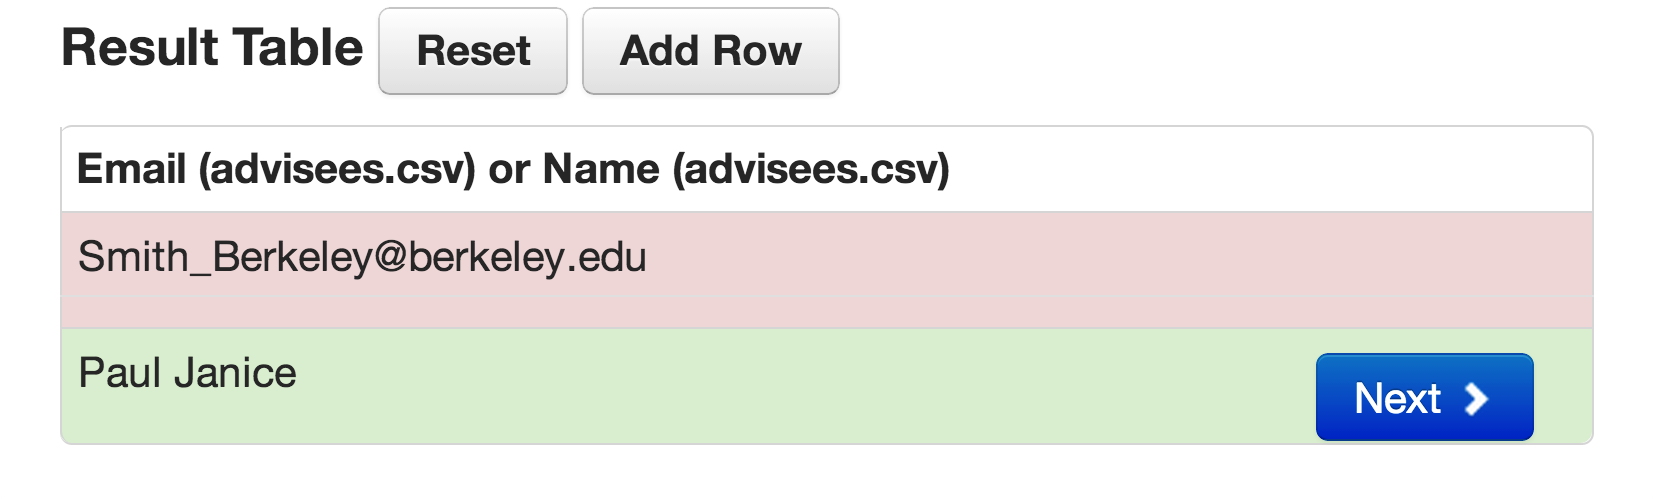 Result Table Reset Add Row
Email (advisees.csv) or Name (advisees.csv)
Smith_Berkeley@berkeley.edu
Paul Janice
Next